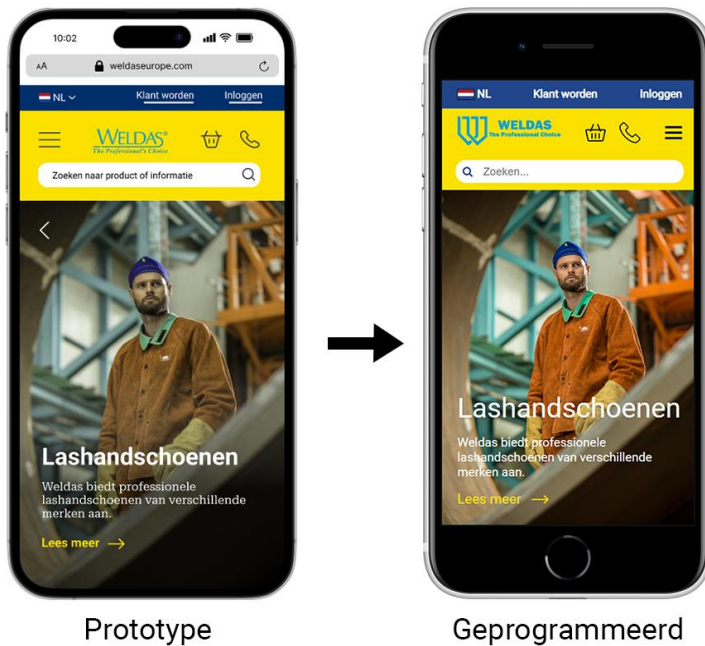 10:02
AA weldaseurope.com
NL Klant worden Inloggen
WELDAS®
The Professional's Choice
Zoeken naar product of informatie
Lashandschoenen
Weldas biedt professionele
lashandschoenen van verschillende
merken aan.
Lees meer
Prototype
NL Klant worden Inloggen
WELDAS
The Professional Choice
Zoeken...
Lashandschoenen
Weldas biedt professionele
lashandschoenen van verschillende
merken aan.
Lees meer
Geprogrammeerd